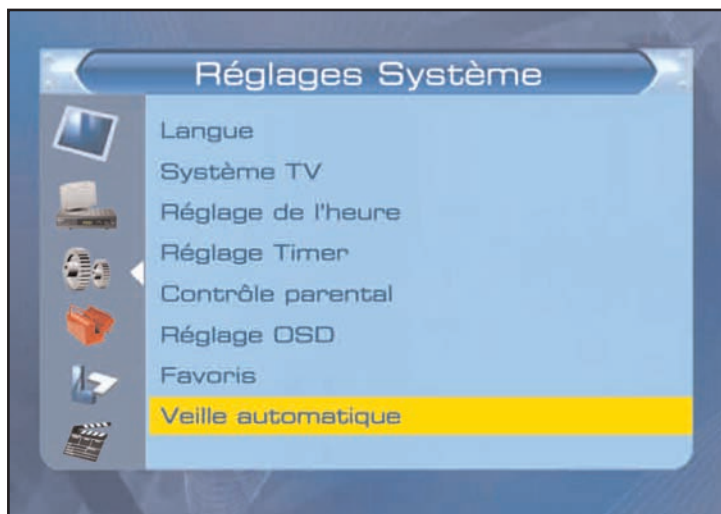 Réglages Système
Langue
Système TV
Réglage de l'heure
Réglage Timer
Contrôle parental
Réglage OSD
Favoris
Veille automatique